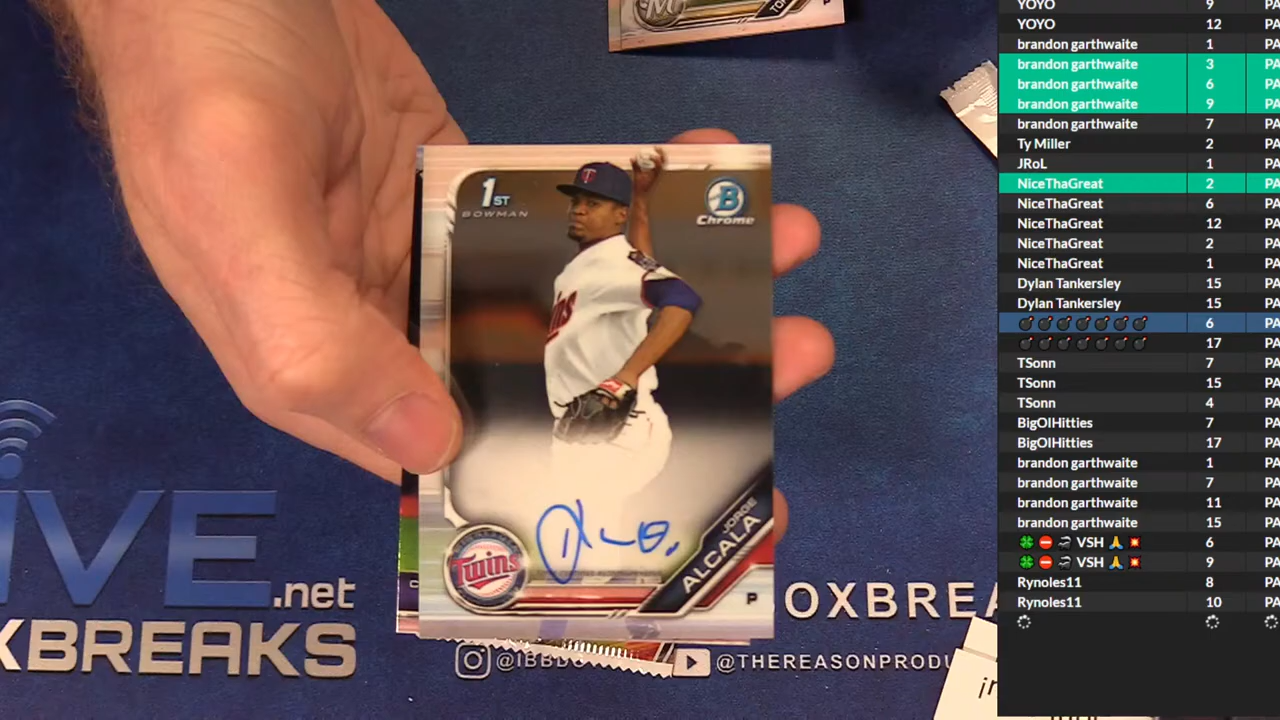 YOYO 9 PA
YOYO 12 PA
brandon garthwaite 1 PA
brandon garthwaite 3 PA
brandon garthwaite 6 PA
brandon garthwaite 9 PA
brandon garthwaite 7 PA
Ty Miller 2 PA
JRoL 1 PA
NiceThaGreat 2 PA
NiceThaGreat 6 PA
NiceThaGreat 12 PA
NiceThaGreat 2 PA
NiceThaGreat 1 PA
Dylan Tankersley 15 PA
Dylan Tankersley 15 PA
6 PA
17 PA
TSonn 7 PA
TSonn 15 PA
TSonn 4 PA
BigOlHitties 7 PA
BigOlHitties 17 PA
brandon garthwaite 1 PA
brandon garthwaite 7 PA
brandon garthwaite 11 PA
brandon garthwaite 15 PA
VSH 6 PA
VSH 9 PA
Rynoles11 8 PA
Rynoles11 10 PA
1ST
BOWMAN
B
Chrome
T
Twins
JORGE
ALCALA
P
IVE.net
XBREAKS
OXBREA
@THEREASONPRODU